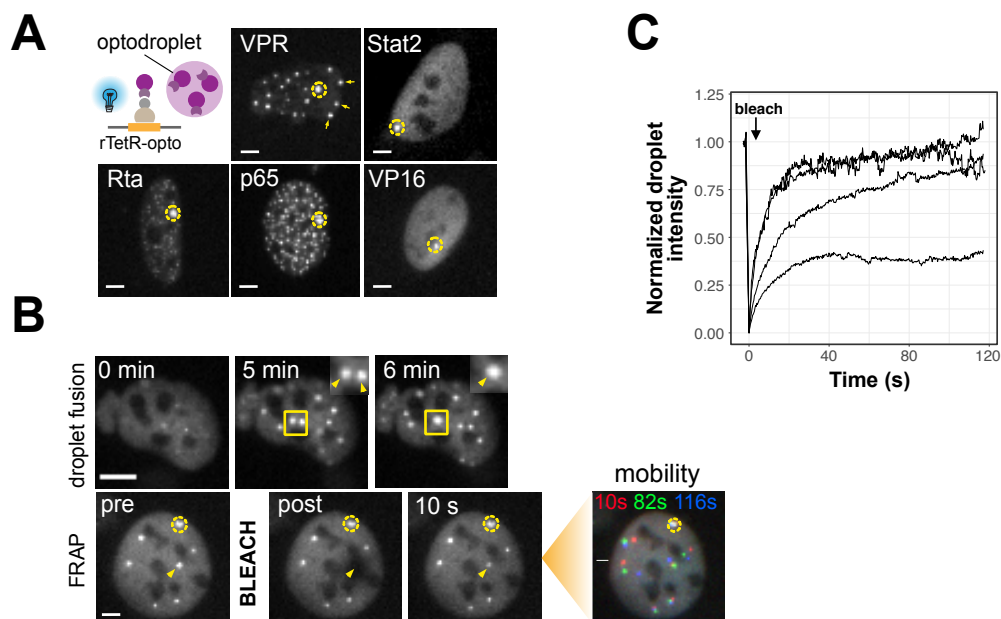 A
optodroplet
rTetR-opto
VPR
Stat2
Rta
p65
VP16
B
droplet fusion
0 min
5 min
6 min
FRAP
pre
BLEACH
post
10 s
mobility
10s 82s 116s
C
Normalized droplet
intensity
1.25
1.00
0.75
0.50
0.25
0.00
bleach
0 40 80 120
Time (s)